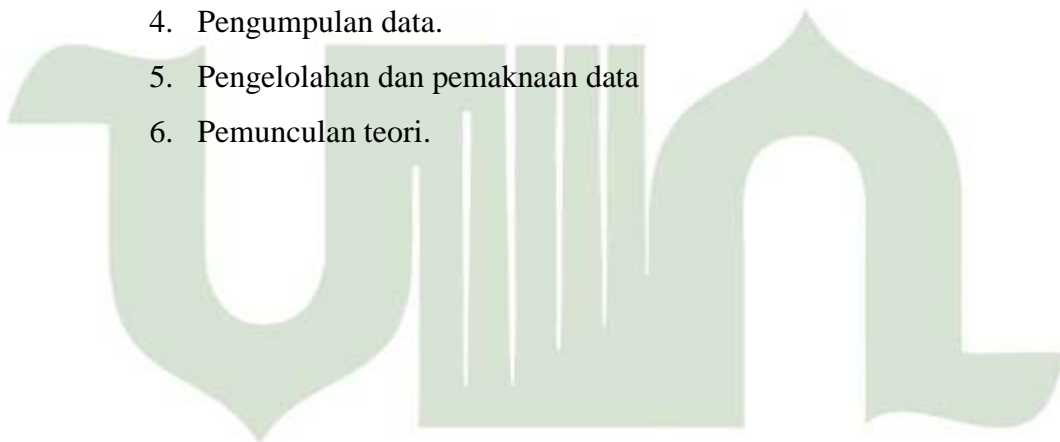 4. Pengumpulan data.
5. Pengelolahan dan pemaknaan data
6. Pemunculan teori.